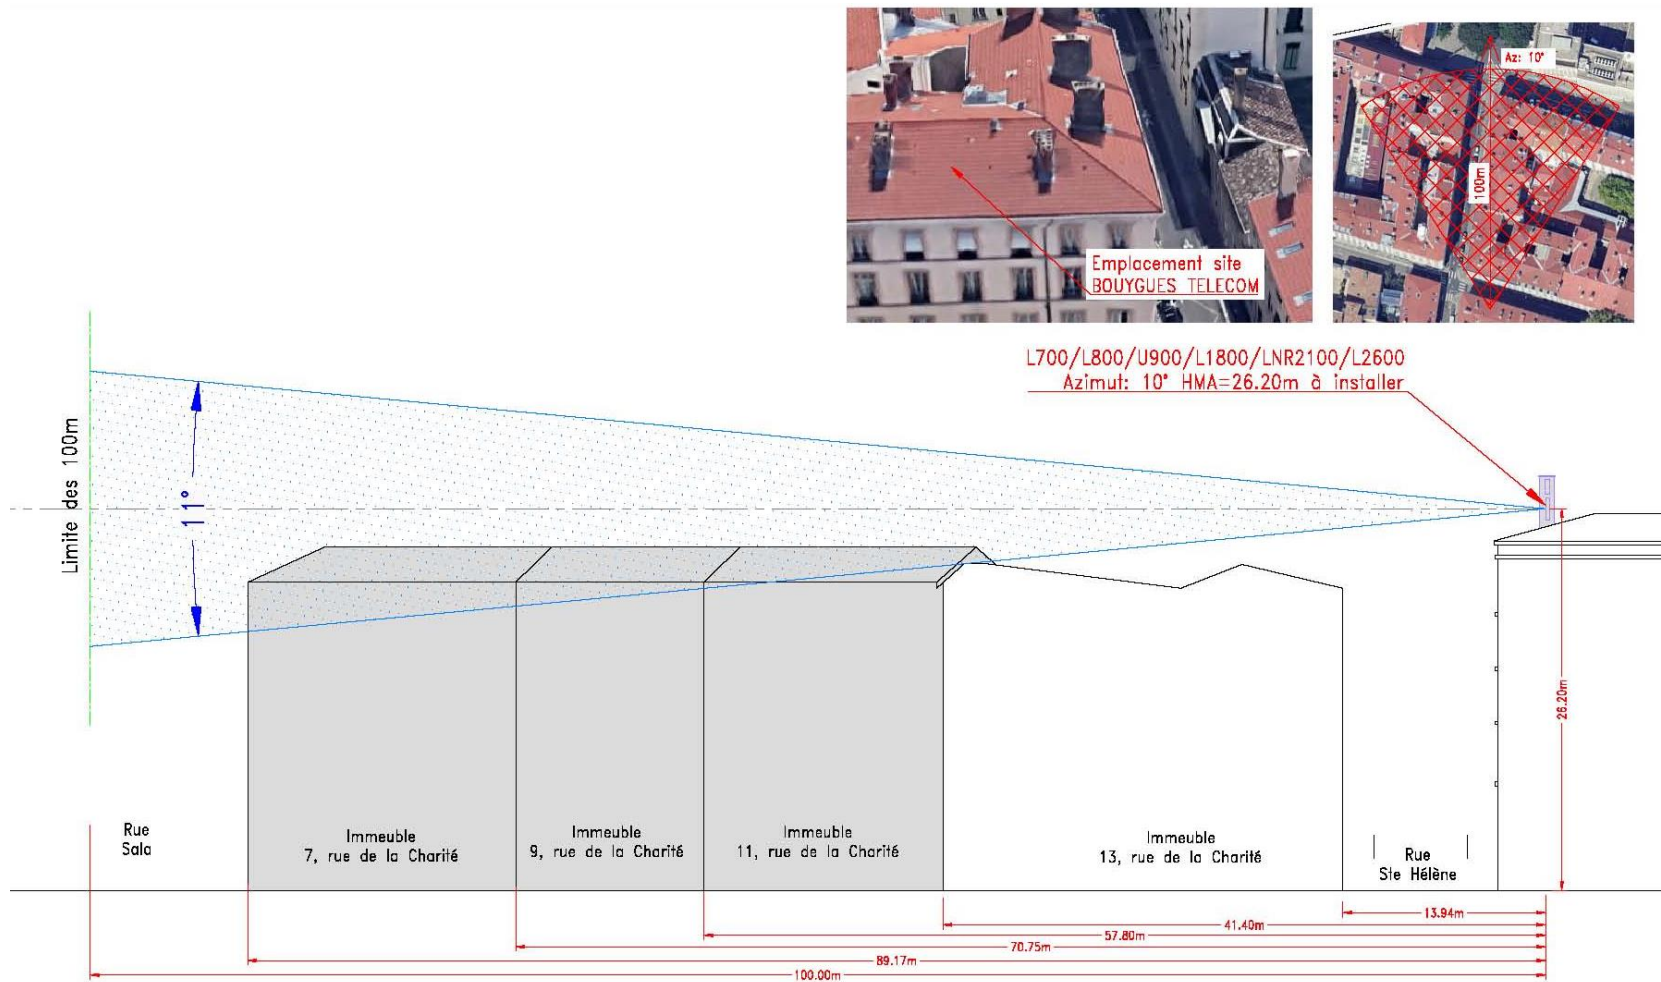 Az: 10°
100m
Emplacement site
BOUYGUES TELECOM
L700/L800/U900/L1800/LNR2100/L2600
Azimut: 10° HMA=26.20m à installer
Limite des 100m
11°
26.20m
Rue
Sala
Immeuble
7, rue de la Charité
Immeuble
9, rue de la Charité
Immeuble
11, rue de la Charité
Immeuble
13, rue de la Charité
Rue
Ste Hélène
13.94m
41.40m
57.80m
70.75m
89.17m
100.00m